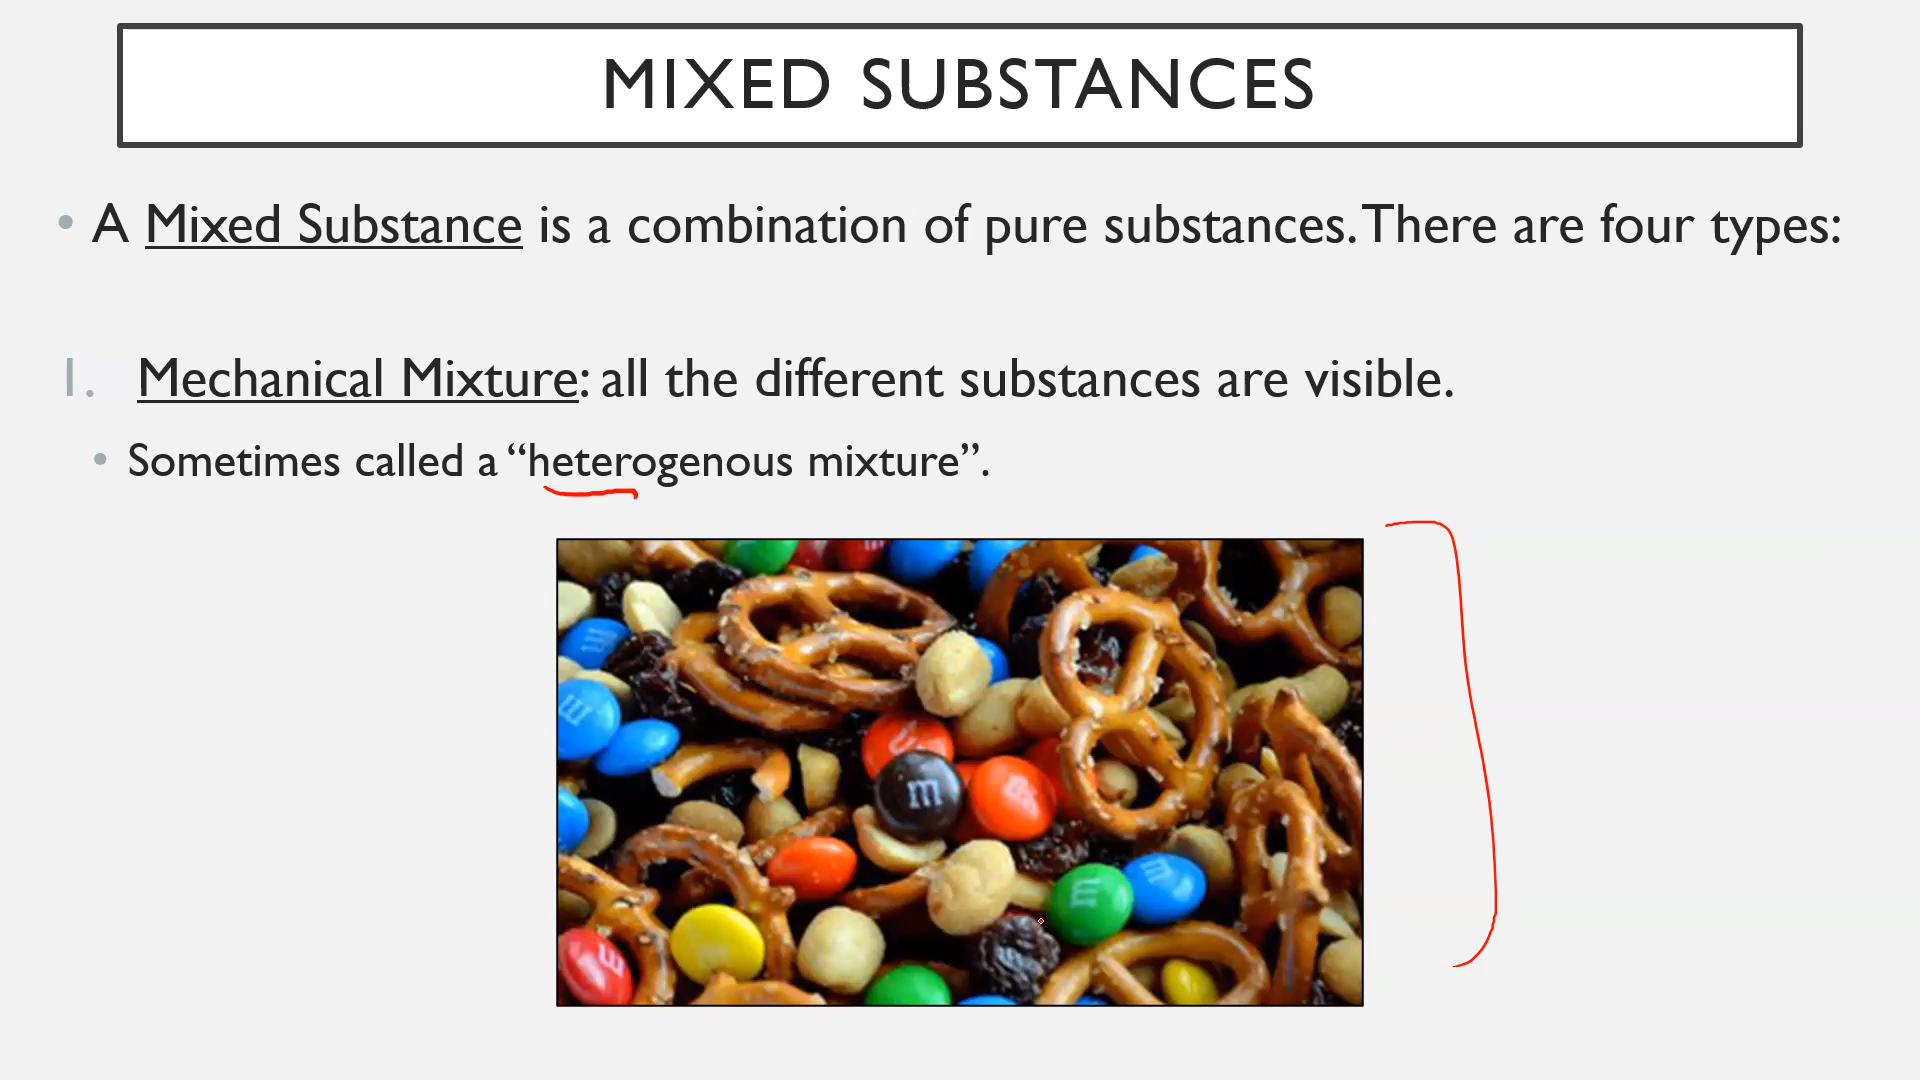 MIXED SUBSTANCES
• A Mixed Substance is a combination of pure substances. There are four types:
1. Mechanical Mixture: all the different substances are visible.
• Sometimes called a “heterogenous mixture”.
m
m
m